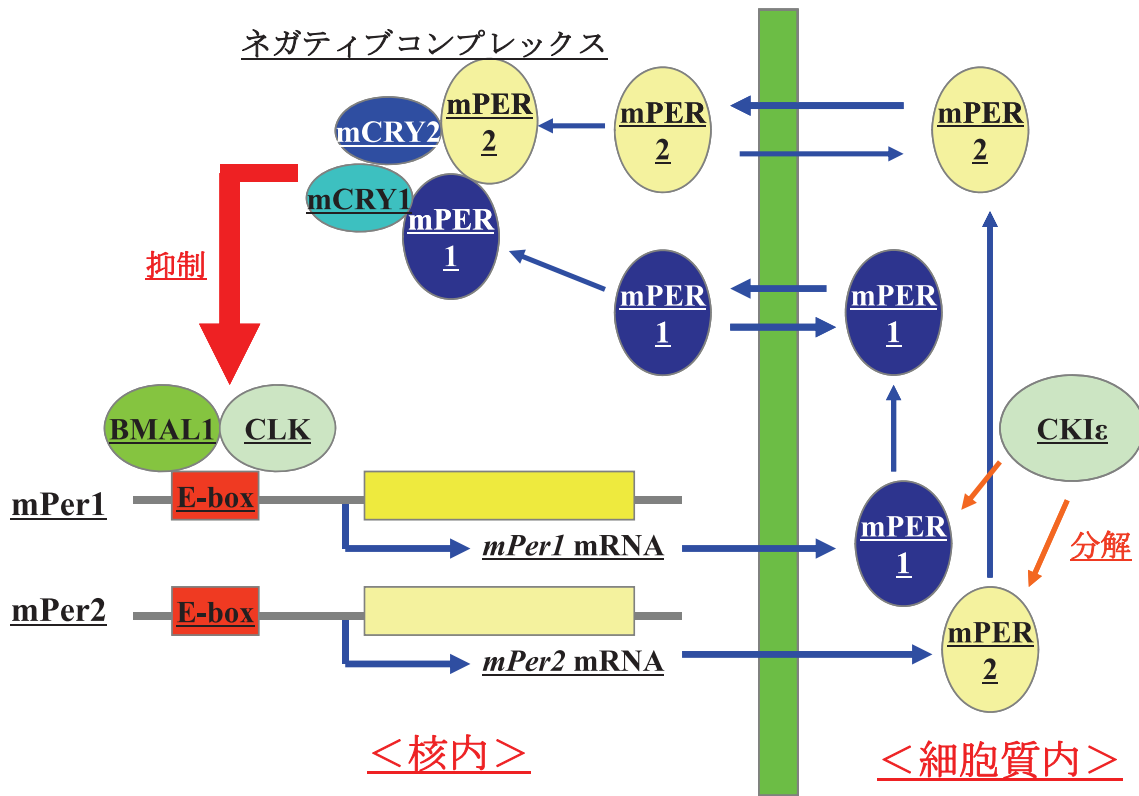 ネガティブコンプレックス
mPER
2
mPER
2
mPER
2
mCRY2
mCRY1
mPER
1
mPER
1
mPER
1
抑制
BMAL1
CLK
CKIε
mPer1
E-box
mPer1 mRNA
mPER
1
分解
mPer2
E-box
mPer2 mRNA
mPER
2
＜核内＞
＜細胞質内＞